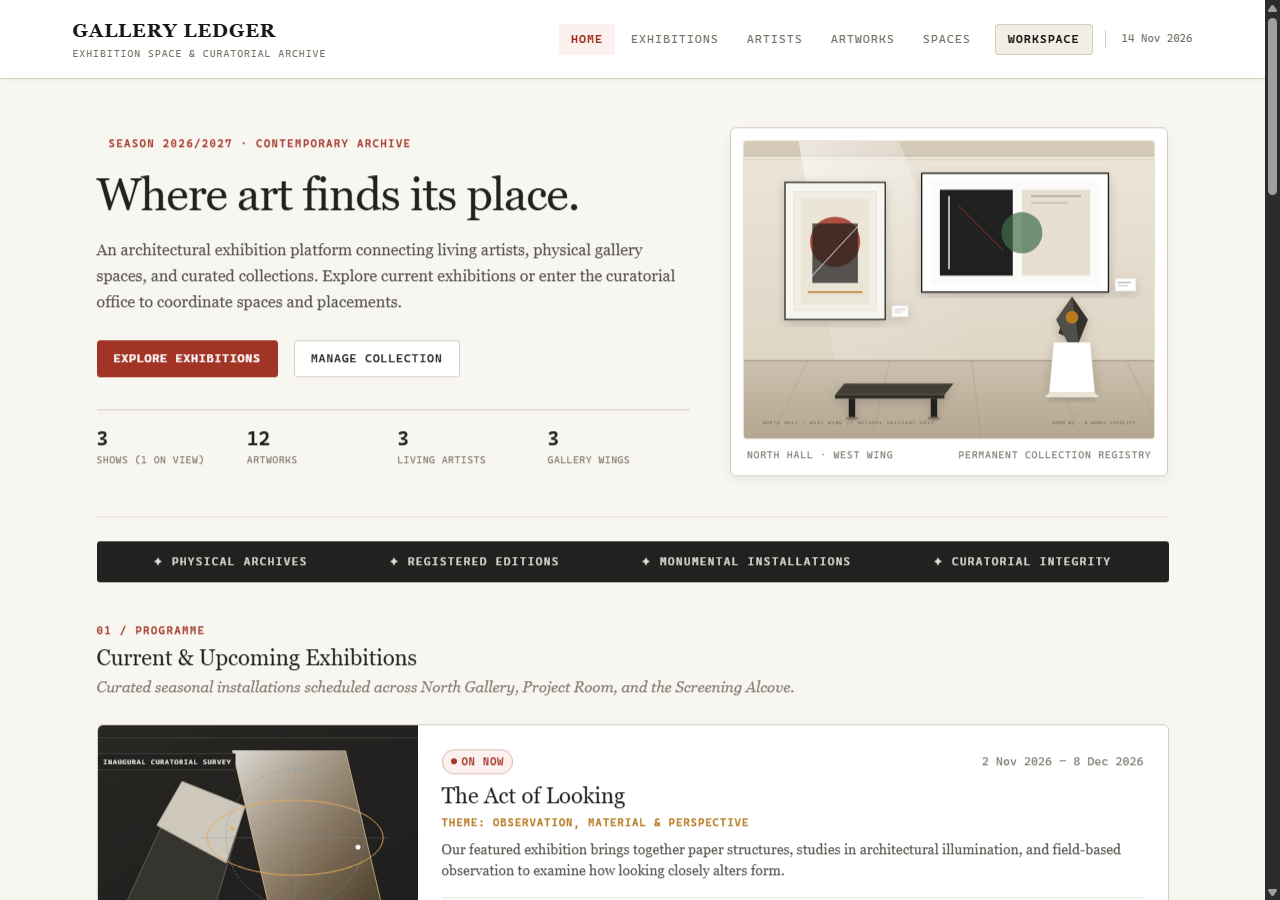 GALLERY LEDGER
EXHIBITION SPACE & CURATORIAL ARCHIVE
HOME
EXHIBITIONS
ARTISTS
ARTWORKS
SPACES
WORKSPACE
14 Nov 2026
SEASON 2026/2027 · CONTEMPORARY ARCHIVE
Where art finds its place.
An architectural exhibition platform connecting living artists, physical gallery
spaces, and curated collections. Explore current exhibitions or enter the curatorial
office to coordinate spaces and placements.
EXPLORE EXHIBITIONS
MANAGE COLLECTION
3
SHOWS (1 ON VIEW)
12
ARTWORKS
3
LIVING ARTISTS
3
GALLERY WINGS
NORTH HALL · WEST WING // NATURAL SKYLIGHT AXIS
NORTH HALL · WEST WING
PERMANENT COLLECTION REGISTRY
✦ PHYSICAL ARCHIVES
✦ REGISTERED EDITIONS
✦ MONUMENTAL INSTALLATIONS
✦ CURATORIAL INTEGRITY
01 / PROGRAMME
Current & Upcoming Exhibitions
Curated seasonal installations scheduled across North Gallery, Project Room, and the Screening Alcove.
INAUGURAL CURATORIAL SURVEY
ON NOW
2 Nov 2026 — 8 Dec 2026
The Act of Looking
THEME: OBSERVATION, MATERIAL & PERSPECTIVE
Our featured exhibition brings together paper structures, studies in architectural illumination, and field-based
observation to examine how looking closely alters form.